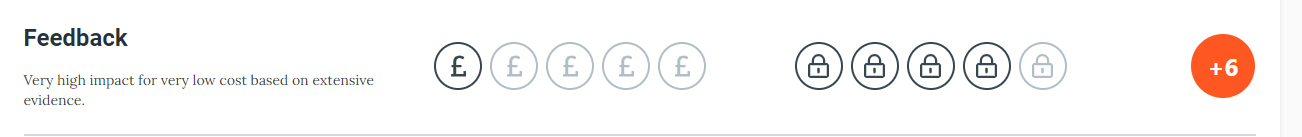 Feedback
Very high impact for very low cost based on extensive
evidence.
£ £ £ £ £
+6